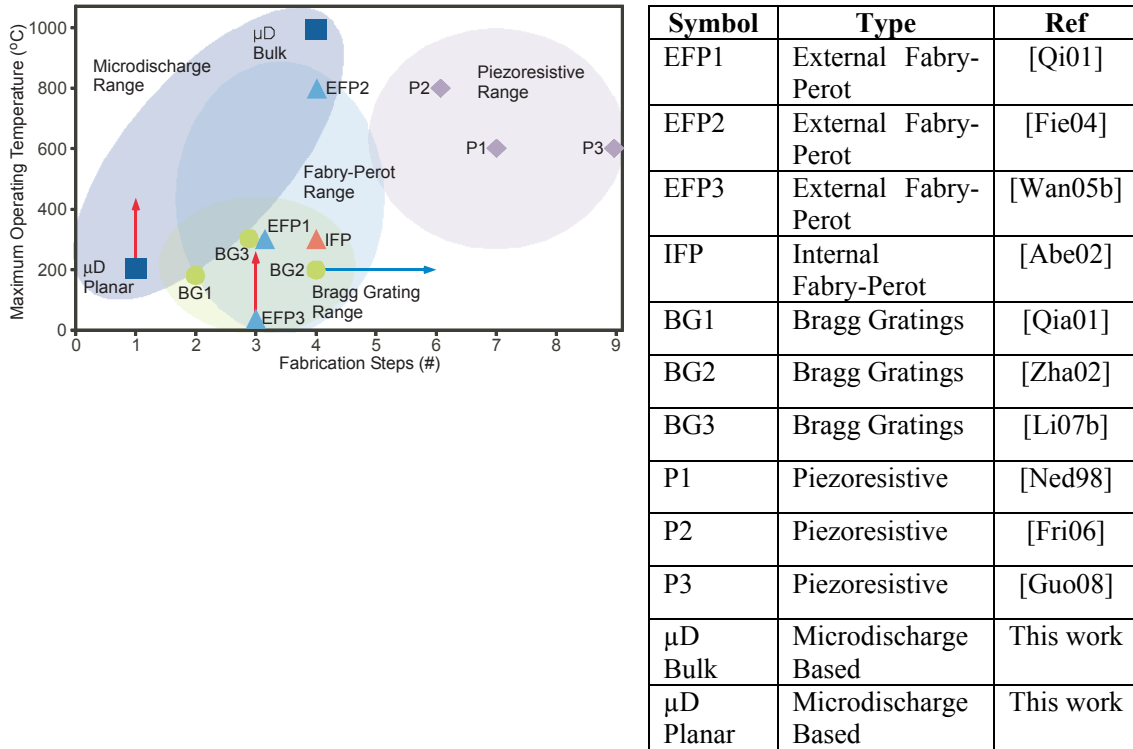 Maximum Operating Temperature (°C)
1000
800
600
400
200
0
0 1 2 3 4 5 6 7 8 9
Fabrication Steps (#)
µD
Bulk
Microdischarge
Range
EFP2
Piezoresistive
Range
P2
P1
P3
Fabry-Perot
Range
EFP1
BG3
IFP
µD
Planar
BG1
BG2
Bragg Grating
Range
EFP3
Symbol Type Ref
EFP1 External Fabry- [Qi01]
Perot
EFP2 External Fabry- [Fie04]
Perot
EFP3 External Fabry- [Wan05b]
Perot
IFP Internal [Abe02]
Fabry-Perot
BG1 Bragg Gratings [Qia01]
BG2 Bragg Gratings [Zha02]
BG3 Bragg Gratings [Li07b]
P1 Piezoresistive [Ned98]
P2 Piezoresistive [Fri06]
P3 Piezoresistive [Guo08]
µD Microdischarge This work
Bulk Based
µD Microdischarge This work
Planar Based